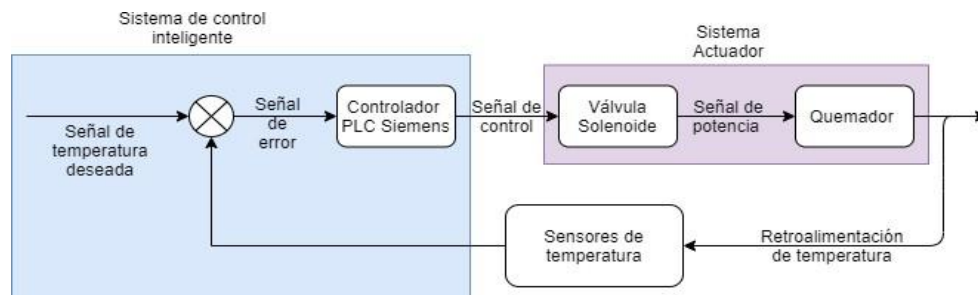 Sistema de control
inteligente
Sistema
Actuador
Señal de
temperatura
deseada
Señal
de
error
Controlador
PLC Siemens
Señal de
control
Válvula
Solenoide
Señal de
potencia
Quemador
Sensores de
temperatura
Retroalimentación
de temperatura